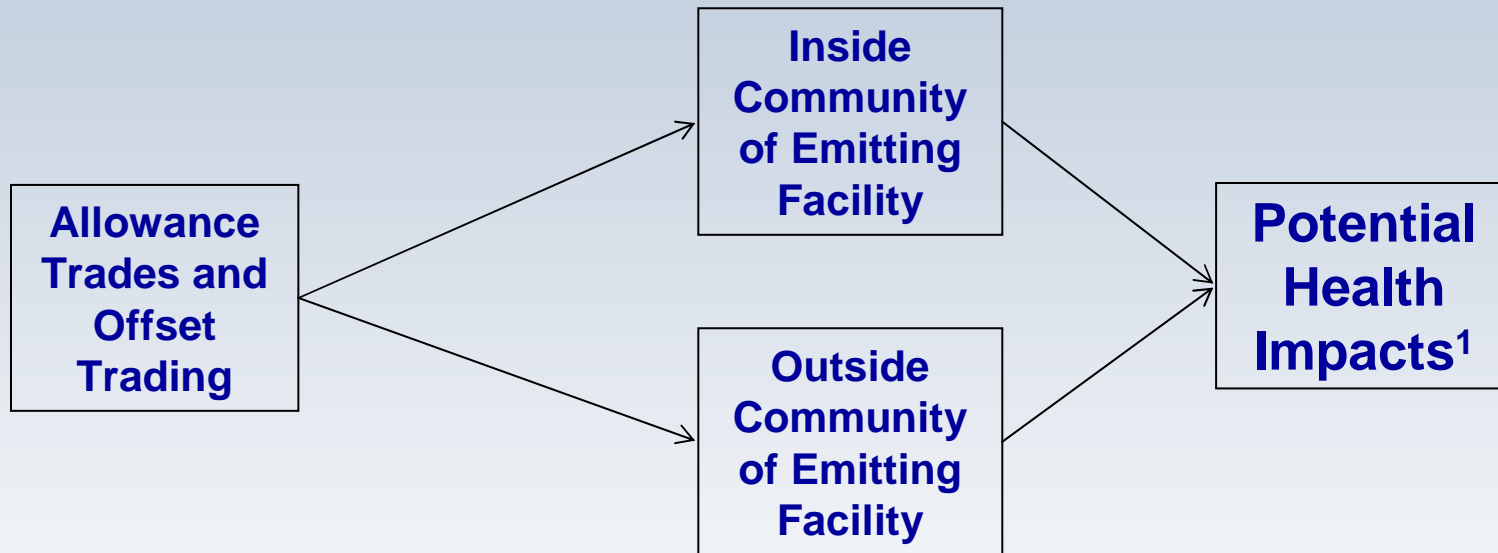 Allowance
Trades and
Offset
Trading
Inside
Community
of Emitting
Facility
Outside
Community
of Emitting
Facility
Potential
Health
Impacts¹